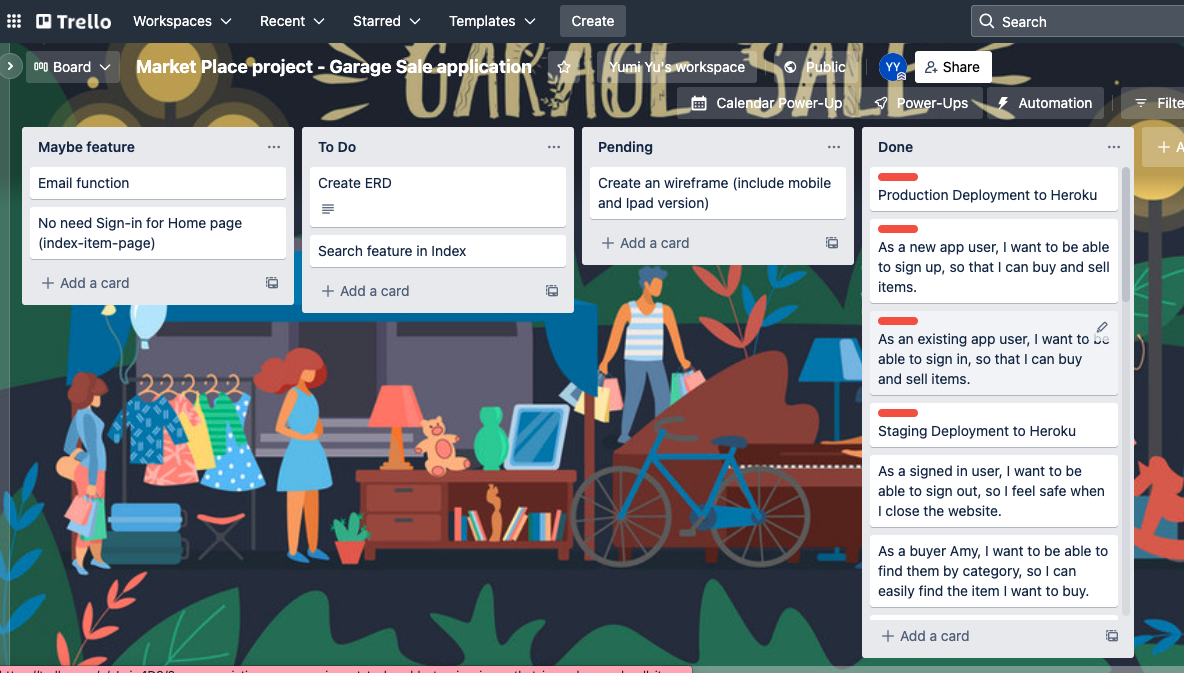 Trello Workspaces Recent Starred Templates Create Search
Board Market Place project - Garage Sale application Yumi Yu's workspace Public YY Share
GARAGE SALE
Calendar Power-Up Power-Ups Automation Filte
Maybe feature
Email function
No need Sign-in for Home page
(index-item-page)
Add a card
To Do
Create ERD
Search feature in Index
Add a card
Pending
Create an wireframe (include mobile
and Ipad version)
Add a card
Done
Production Deployment to Heroku
As a new app user, I want to be able
to sign up, so that I can buy and sell
items.
As an existing app user, I want to be
able to sign in, so that I can buy
and sell items.
Staging Deployment to Heroku
As a signed in user, I want to be
able to sign out, so I feel safe when
I close the website.
As a buyer Amy, I want to be able to
find them by category, so I can
easily find the item I want to buy.
Add a card
A